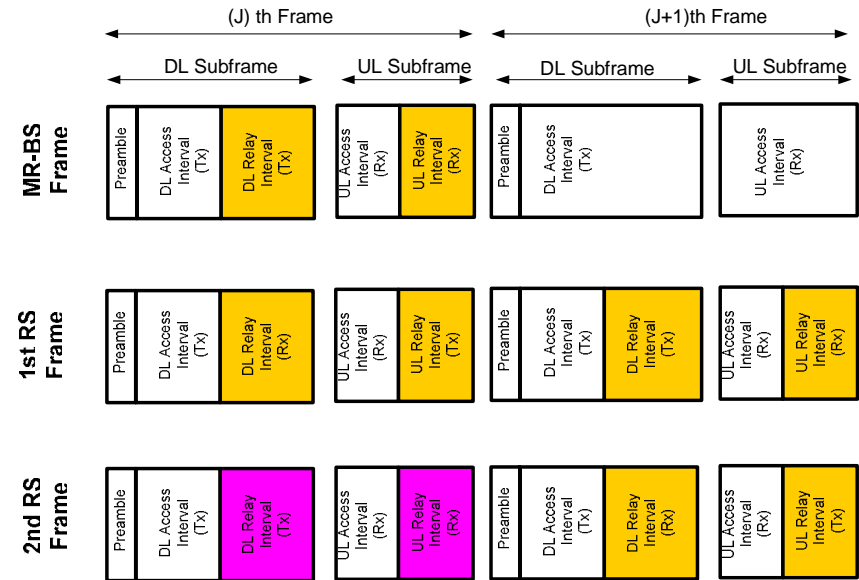 (J) th Frame
(J+1)th Frame
DL Subframe
UL Subframe
DL Subframe
UL Subframe
MR-BS
Frame
Preamble
DL Access
Interval
(Tx)
DL Relay
Interval
(Tx)
UL Access
Interval
(Rx)
UL Relay
Interval
(Rx)
Preamble
DL Access
Interval
(Tx)
UL Access
Interval
(Rx)
1st RS
Frame
Preamble
DL Access
Interval
(Tx)
DL Relay
Interval
(Rx)
UL Access
Interval
(Rx)
UL Relay
Interval
(Tx)
Preamble
DL Access
Interval
(Tx)
DL Relay
Interval
(Tx)
UL Access
Interval
(Rx)
UL Relay
Interval
(Rx)
2nd RS
Frame
Preamble
DL Access
Interval
(Tx)
DL Relay
Interval
(Tx)
UL Access
Interval
(Rx)
UL Relay
Interval
(Rx)
Preamble
DL Access
Interval
(Tx)
DL Relay
Interval
(Rx)
UL Access
Interval
(Rx)
UL Relay
Interval
(Tx)